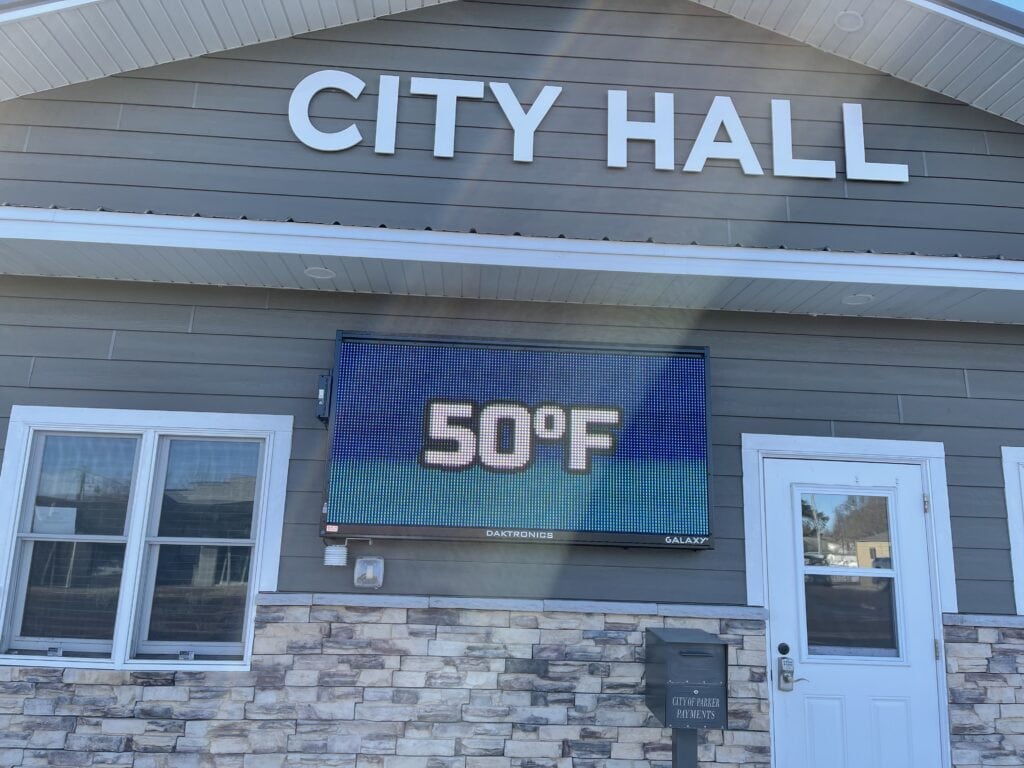 CITY HALL
50°F
DAKTRONICS
GALAXY
CITY OF PARKER
PAYMENTS